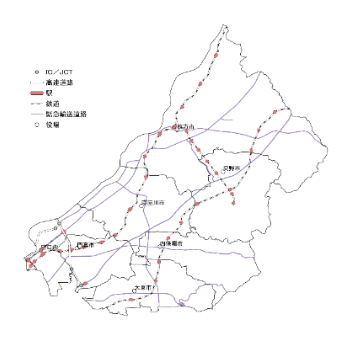 IC／JCT
高速道路
駅
鉄道
緊急輸送道路
役場
枚方市
交野市
寝屋川市
守口市
門真市
四條畷市
大東市